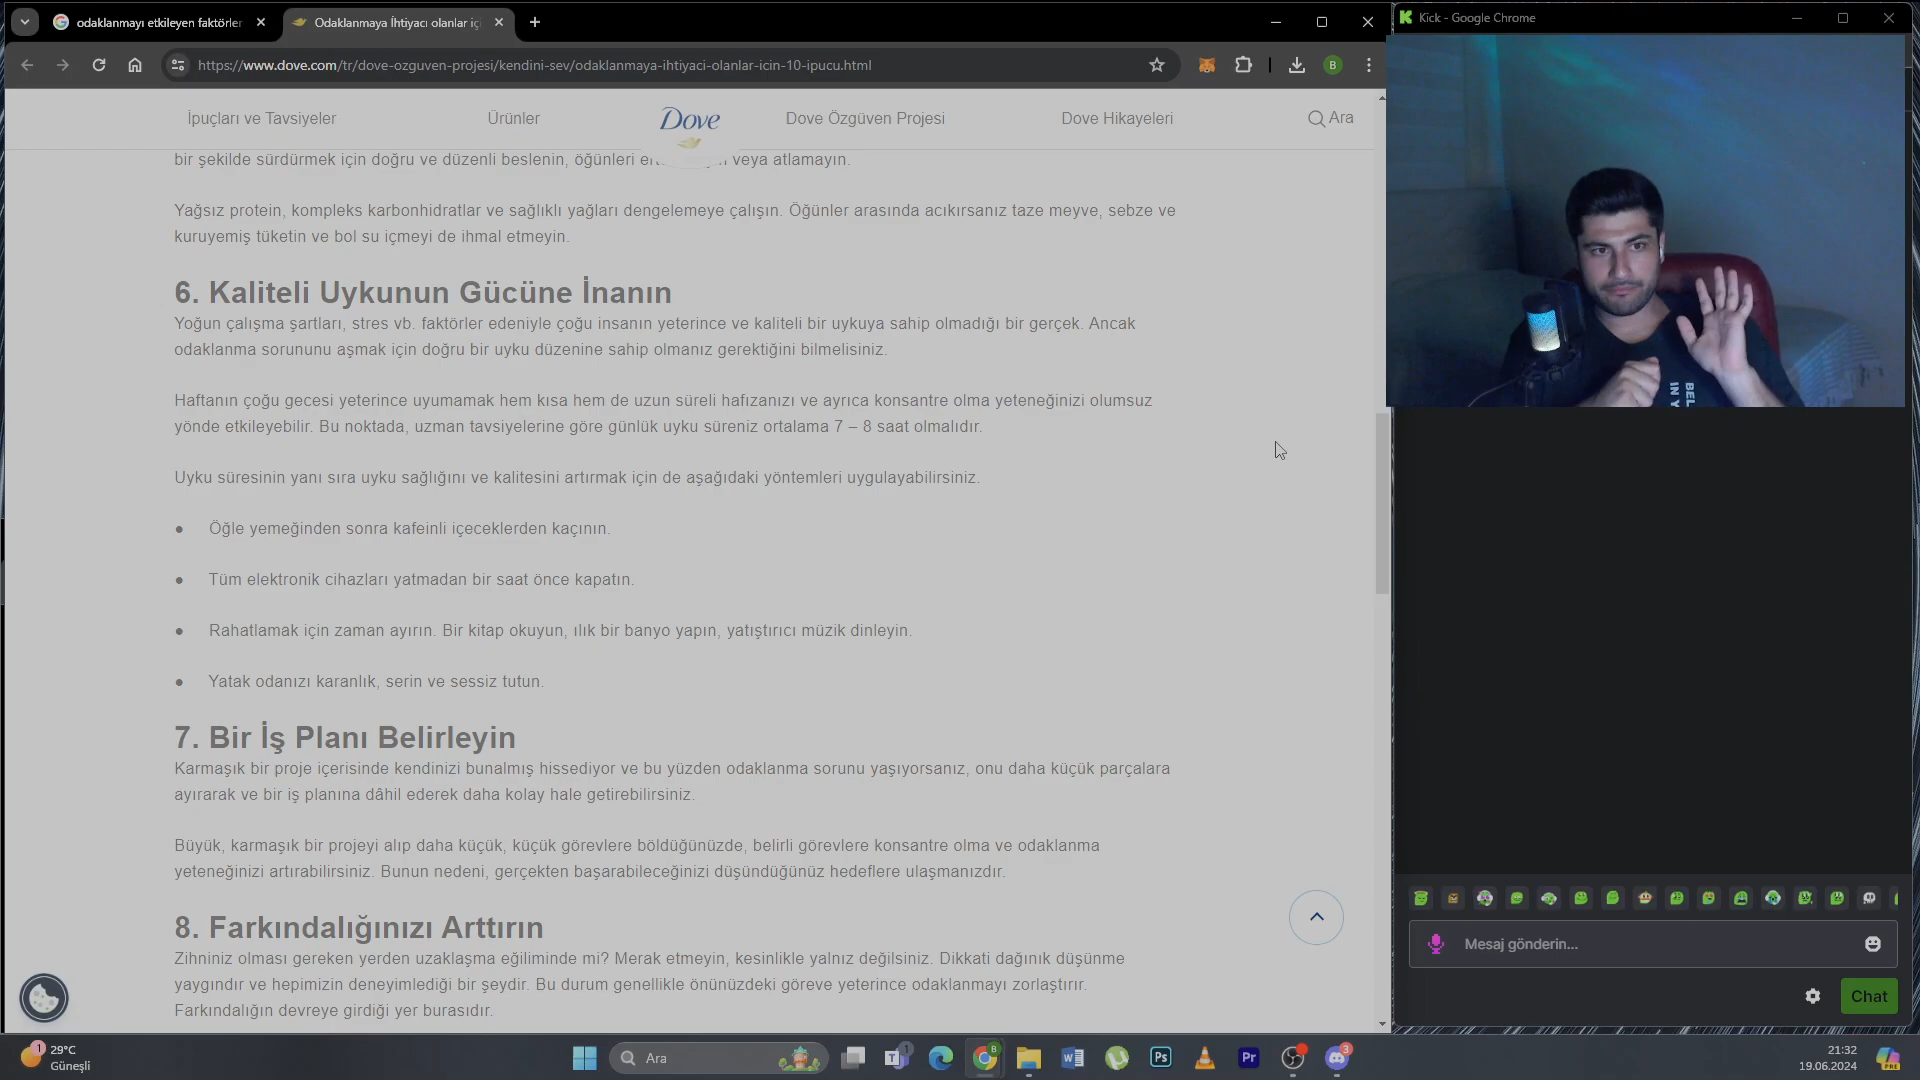 odaklanmayı etkileyen faktörler
Odaklanmaya İhtiyacı olanlar içi
Kick - Google Chrome
https://www.dove.com/tr/dove-ozguven-projesi/kendini-sev/odaklanmaya-ihtiyaci-olanlar-icin-10-ipucu.html
B
İpuçları ve Tavsiyeler
Ürünler
Dove
Dove Özgüven Projesi
Dove Hikayeleri
Ara
bir şekilde sürdürmek için doğru ve düzenli beslenin, öğünleri veya atlamayın.
Yağsız protein, kompleks karbonhidratlar ve sağlıklı yağları dengelemeye çalışın. Öğünler arasında acıkırsanız taze meyve, sebze ve
kuruyemiş tüketin ve bol su içmeyi de ihmal etmeyin.
6. Kaliteli Uykunun Gücüne İnanın
Yoğun çalışma şartları, stres vb. faktörler edeniyle çoğu insanın yeterince ve kaliteli bir uykuya sahip olmadığı bir gerçek. Ancak
odaklanma sorununu aşmak için doğru bir uyku düzenine sahip olmanız gerektiğini bilmelisiniz.
Haftanın çoğu gecesi yeterince uyumamak hem kısa hem de uzun süreli hafızanızı ve ayrıca konsantre olma yeteneğinizi olumsuz
yönde etkileyebilir. Bu noktada, uzman tavsiyelerine göre günlük uyku süreniz ortalama 7 – 8 saat olmalıdır.
Uyku süresinin yanı sıra uyku sağlığını ve kalitesini artırmak için de aşağıdaki yöntemleri uygulayabilirsiniz.
● Öğle yemeğinden sonra kafeinli içeceklerden kaçının.
● Tüm elektronik cihazları yatmadan bir saat önce kapatın.
● Rahatlamak için zaman ayırın. Bir kitap okuyun, ılık bir banyo yapın, yatıştırıcı müzik dinleyin.
● Yatak odanızı karanlık, serin ve sessiz tutun.
7. Bir İş Planı Belirleyin
Karmaşık bir proje içerisinde kendinizi bunalmış hissediyor ve bu yüzden odaklanma sorunu yaşıyorsanız, onu daha küçük parçalara
ayırarak ve bir iş planına dâhil ederek daha kolay hale getirebilirsiniz.
Büyük, karmaşık bir projeyi alıp daha küçük, küçük görevlere böldüğünüzde, belirli görevlere konsantre olma ve odaklanma
yeteneğinizi artırabilirsiniz. Bunun nedeni, gerçekten başarabileceğinizi düşündüğünüz hedeflere ulaşmanızdır.
8. Farkındalığınızı Arttırın
Zihniniz olması gereken yerden uzaklaşma eğiliminde mi? Merak etmeyin, kesinlikle yalnız değilsiniz. Dikkati dağınık düşünme
yaygındır ve hepimizin deneyimlediği bir şeydir. Bu durum genellikle önünüzdeki göreve yeterince odaklanmayı zorlaştırır.
Farkındalığın devreye girdiği yer burasıdır.
Mesaj gönderin...
Chat
1
29°C
Güneşli
Ara
1
B
Ps
Pr
3
21:32
19.06.2024
PRE